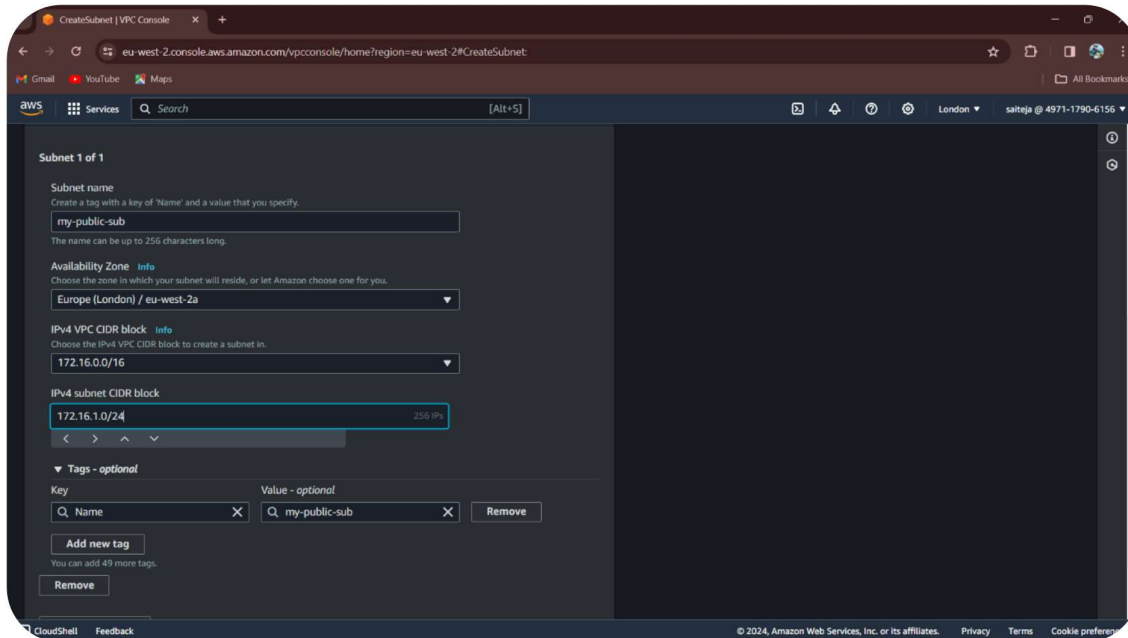 CreateSubnet | VPC Console
eu-west-2.console.aws.amazon.com/vpcconsole/home?region=eu-west-2#CreateSubnet:
Gmail YouTube Maps All Bookmarks
aws Services Search [Alt+S] London saiteja @ 4971-1790-6156
Subnet 1 of 1
Subnet name
Create a tag with a key of 'Name' and a value that you specify.
my-public-sub
The name can be up to 256 characters long.
Availability Zone Info
Choose the zone in which your subnet will reside, or let Amazon choose one for you.
Europe (London) / eu-west-2a
IPv4 VPC CIDR block Info
Choose the IPv4 VPC CIDR block to create a subnet in.
172.16.0.0/16
IPv4 subnet CIDR block
172.16.1.0/24 256 IPs
Tags - optional
Key Value - optional
Name my-public-sub Remove
Add new tag
You can add 49 more tags.
Remove
CloudShell Feedback © 2024, Amazon Web Services, Inc. or its affiliates. Privacy Terms Cookie preferen